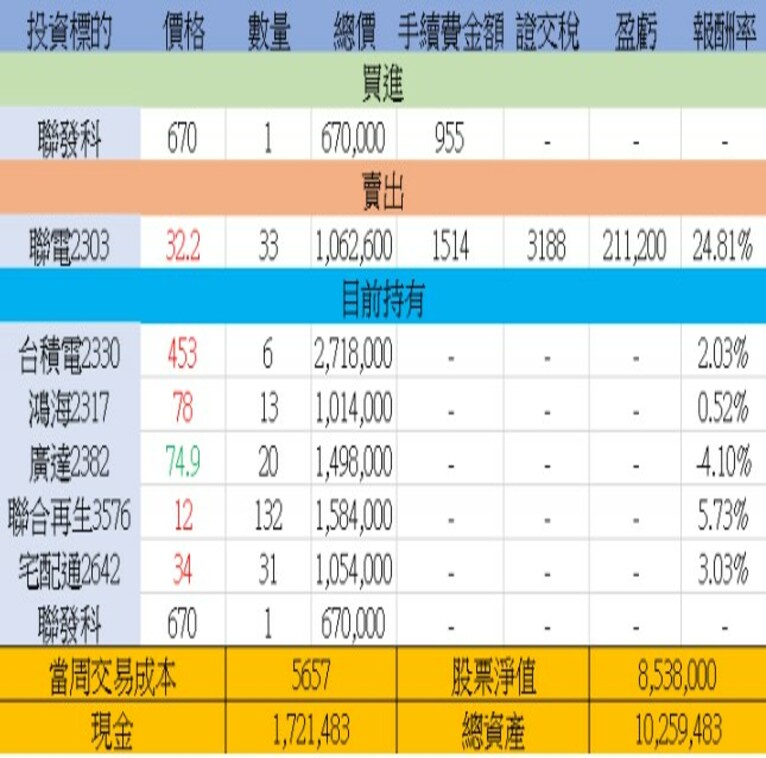 投資標的 價格 數量 總價 手續費金額 證交稅 盈虧 報酬率
買進
聯發科 670 1 670,000 955 - - -
賣出
聯電2303 32.2 33 1,062,600 1514 3188 211,200 24.81%
目前持有
台積電2330 453 6 2,718,000 - - - 2.03%
鴻海2317 78 13 1,014,000 - - - 0.52%
廣達2382 74.9 20 1,498,000 - - - -4.10%
聯合再生3576 12 132 1,584,000 - - - 5.73%
宅配通2642 34 31 1,054,000 - - - 3.03%
聯發科 670 1 670,000 - - - -
當周交易成本 5657 股票淨值 8,538,000
現金 1,721,483 總資產 10,259,483